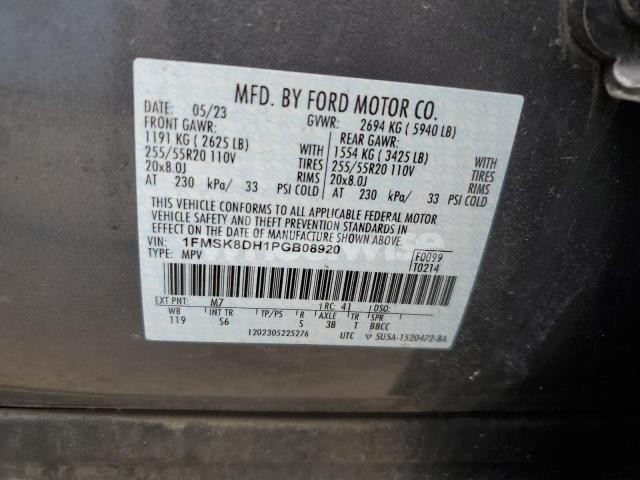 MFD. BY FORD MOTOR CO.
DATE: 05/23 GVWR: 2694 KG ( 5940 LB)
FRONT GAWR: REAR GAWR:
1191 KG ( 2625 LB) WITH 1554 KG ( 3425 LB) WITH
255/55R20 110V TIRES 255/55R20 110V TIRES
20x8.0J RIMS 20x8.0J RIMS
AT 230 kPa/ 33 PSI COLD AT 230 kPa/ 33 PSI COLD
THIS VEHICLE CONFORMS TO ALL APPLICABLE FEDERAL MOTOR
VEHICLE SAFETY AND THEFT PREVENTION STANDARDS IN
EFFECT ON THE DATE OF MANUFACTURE SHOWN ABOVE.
VIN: 1FMSK8DH1PGB08920 F0099
TYPE: MPV T0214
EXT PNT: M7 RC: 41 DSO:
WB INT TR TP/PS R AXLE TR SPR
119 S6 S 3B T BBCC
1202305225276 UTC SU5A-1520472-BA